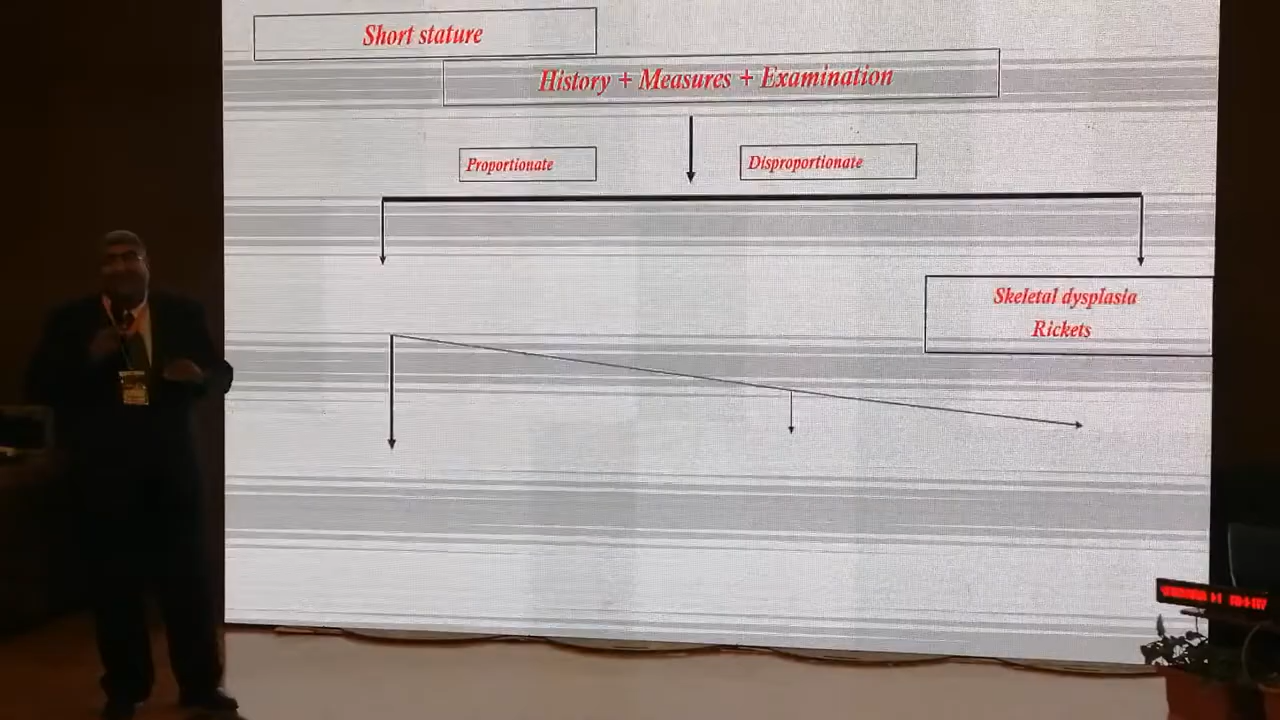 Short stature
History + Measures + Examination
Proportionate
Disproportionate
Skeletal dysplasia
Rickets